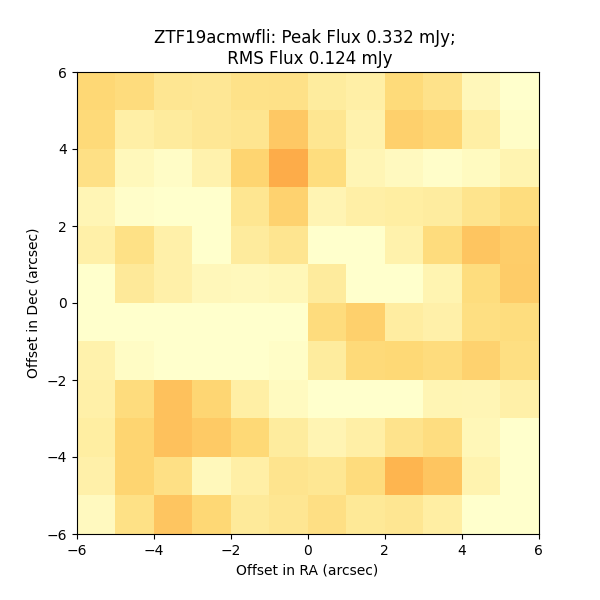 ZTF19acmwfli: Peak Flux 0.332 mJy;
RMS Flux 0.124 mJy
6
4
2
0
−2
−4
−6
Offset in Dec (arcsec)
−6 −4 −2 0 2 4 6
Offset in RA (arcsec)